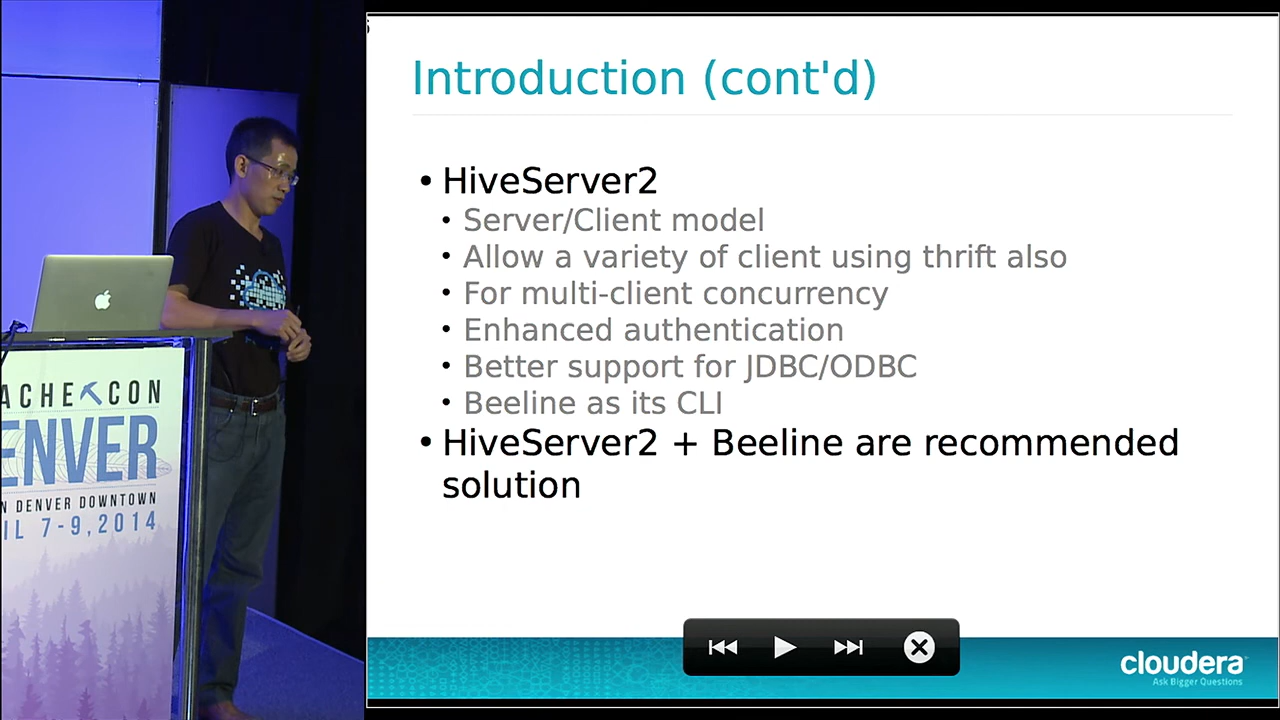 Introduction (cont'd)
• HiveServer2
• Server/Client model
• Allow a variety of client using thrift also
• For multi-client concurrency
• Enhanced authentication
• Better support for JDBC/ODBC
• Beeline as its CLI
• HiveServer2 + Beeline are recommended
solution
cloudera
Ask Bigger Questions
ACHE CON
ENVER
N DENVER DOWNTOWN
IL 7-9, 2014